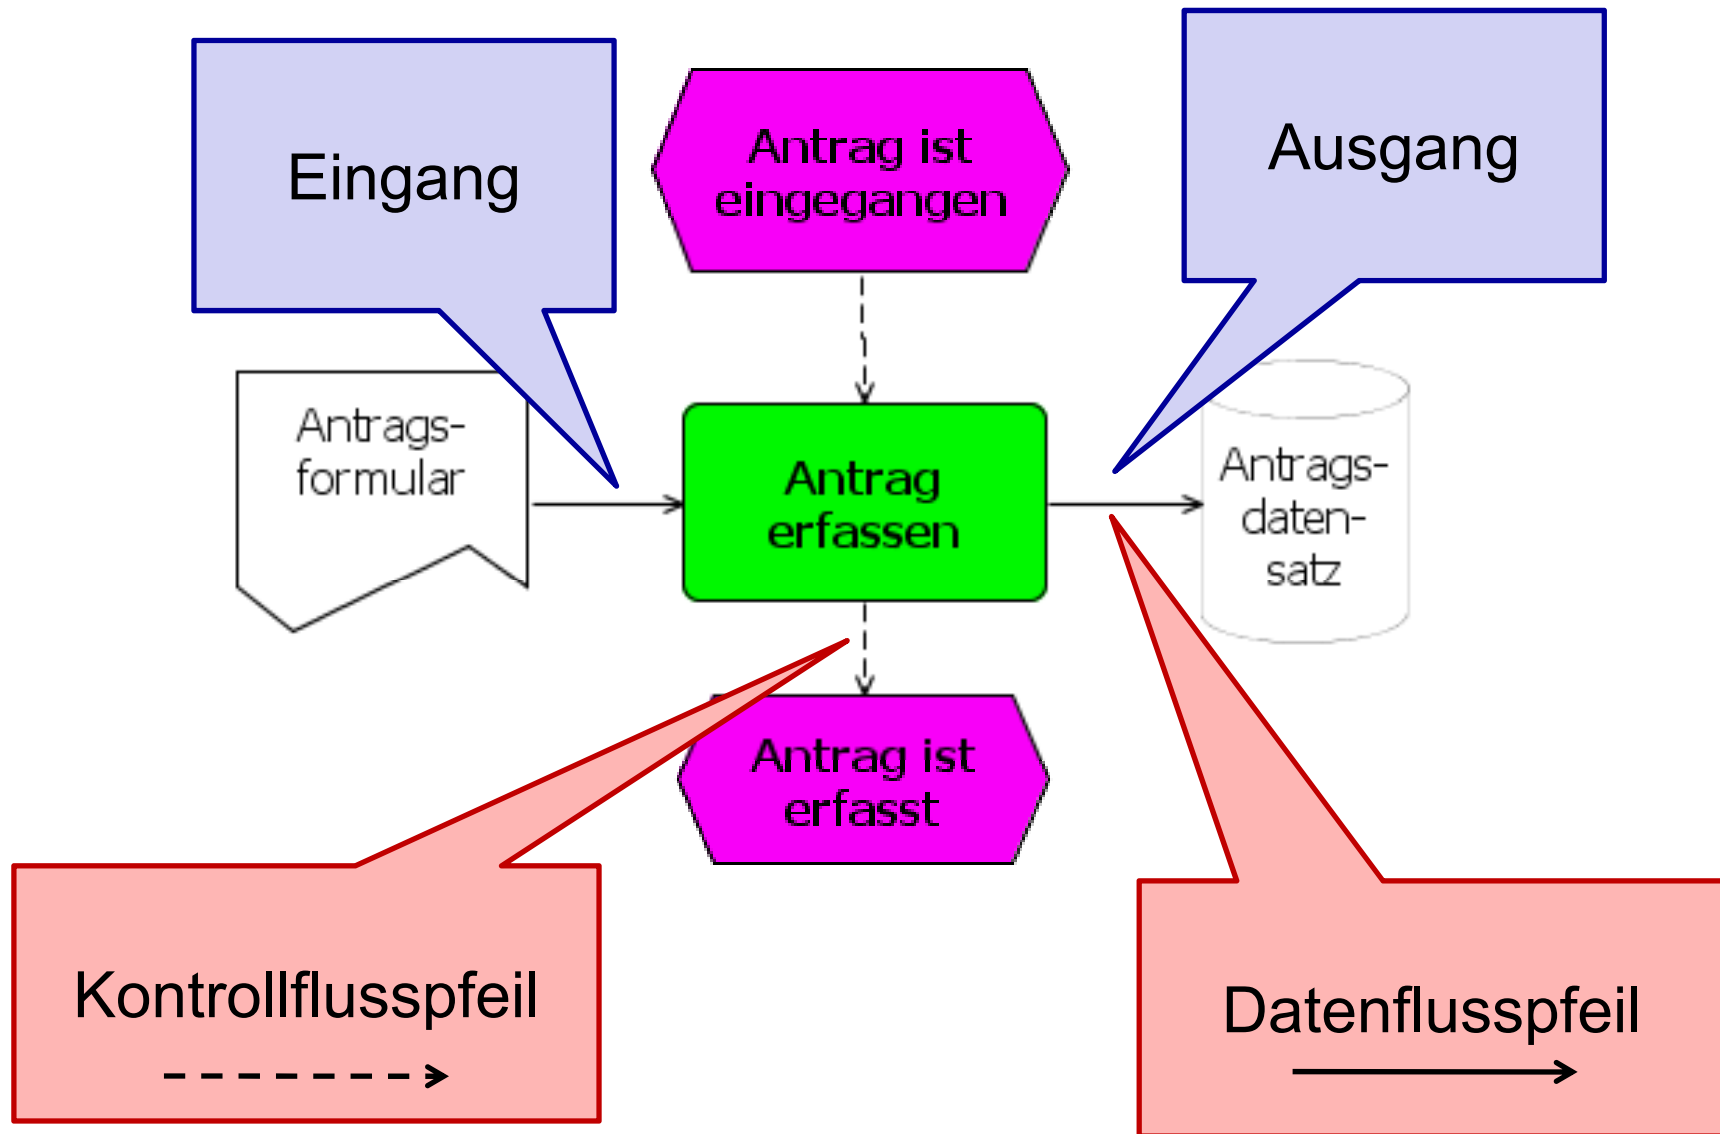 Eingang
Antrag ist
eingegangen
Ausgang
Antrags-
formular
Antrag
erfassen
Antrags-
daten-
satz
Antrag ist
erfasst
Kontrollflusspfeil
Datenflusspfeil